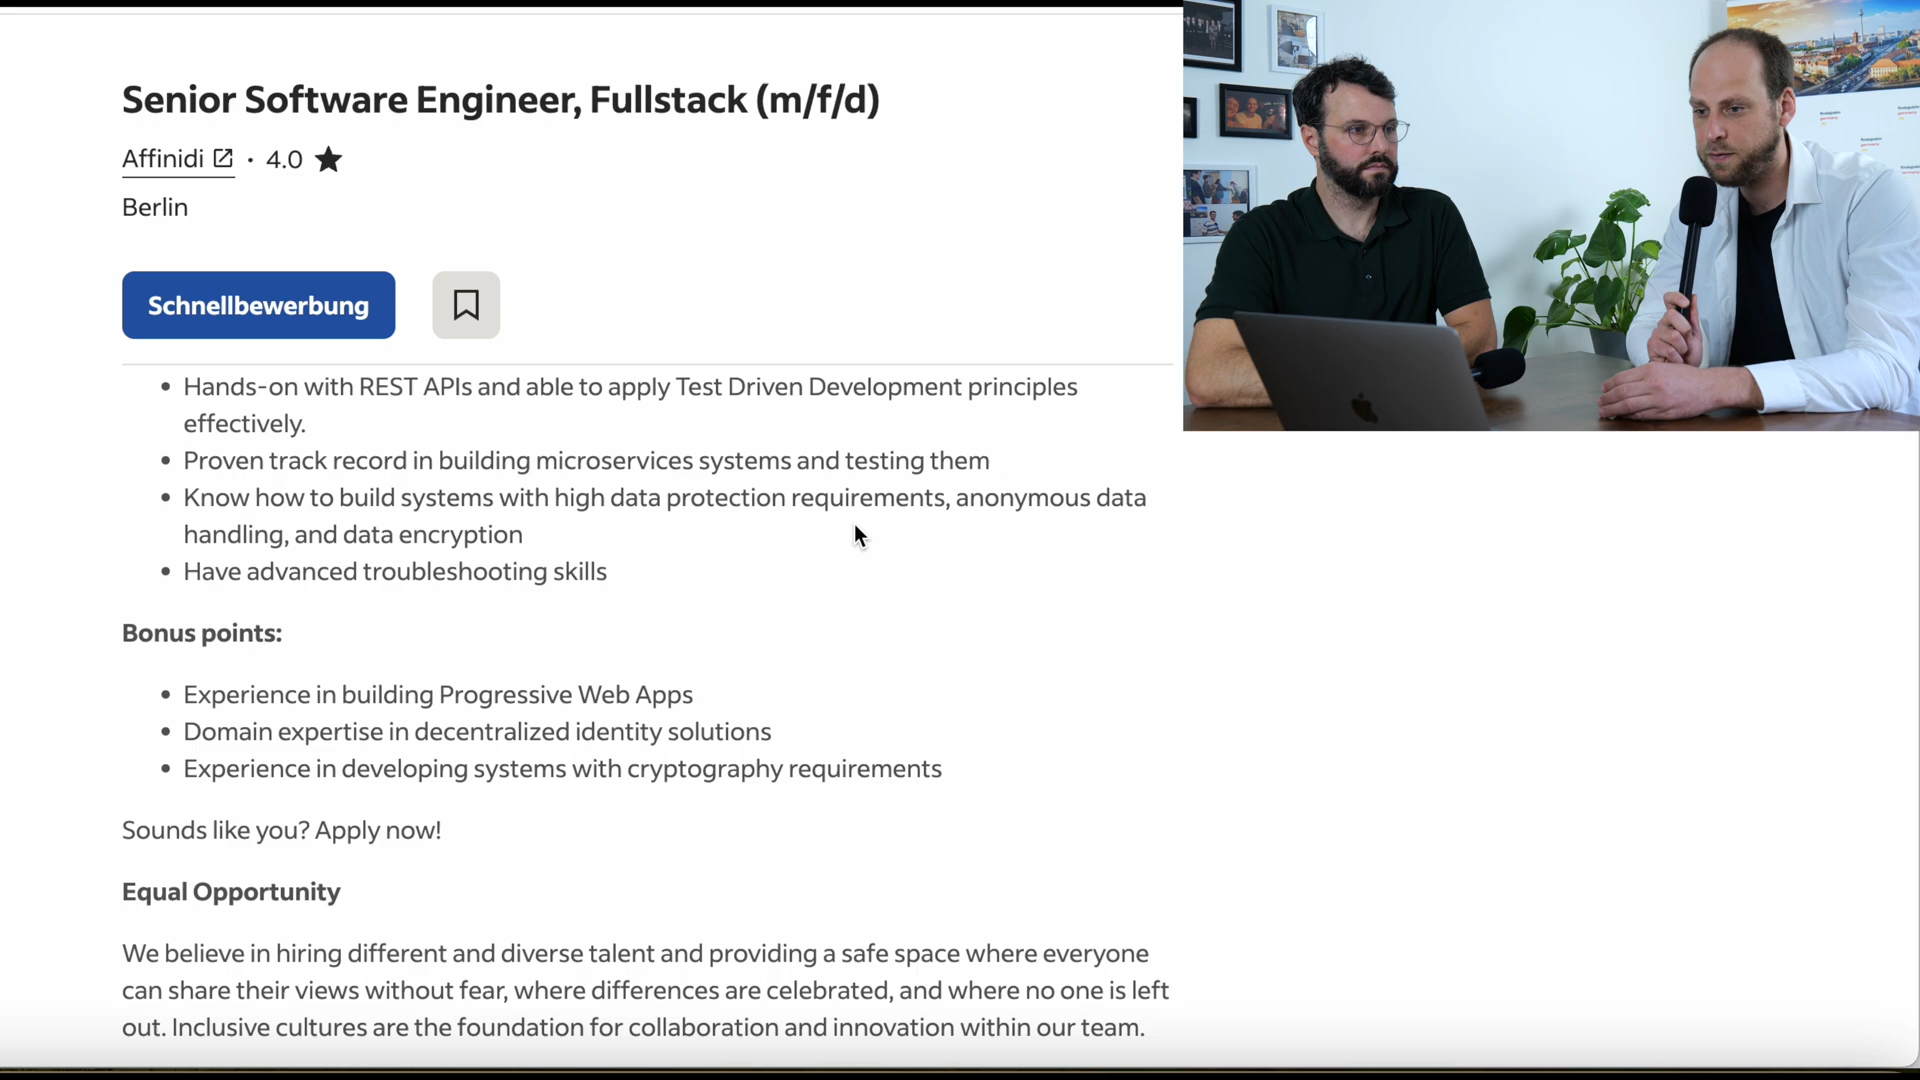 Senior Software Engineer, Fullstack (m/f/d)
Affinidi · 4.0
Berlin
Schnellbewerbung
• Hands-on with REST APIs and able to apply Test Driven Development principles
effectively.
• Proven track record in building microservices systems and testing them
• Know how to build systems with high data protection requirements, anonymous data
handling, and data encryption
• Have advanced troubleshooting skills
Bonus points:
• Experience in building Progressive Web Apps
• Domain expertise in decentralized identity solutions
• Experience in developing systems with cryptography requirements
Sounds like you? Apply now!
Equal Opportunity
We believe in hiring different and diverse talent and providing a safe space where everyone
can share their views without fear, where differences are celebrated, and where no one is left
out. Inclusive cultures are the foundation for collaboration and innovation within our team.